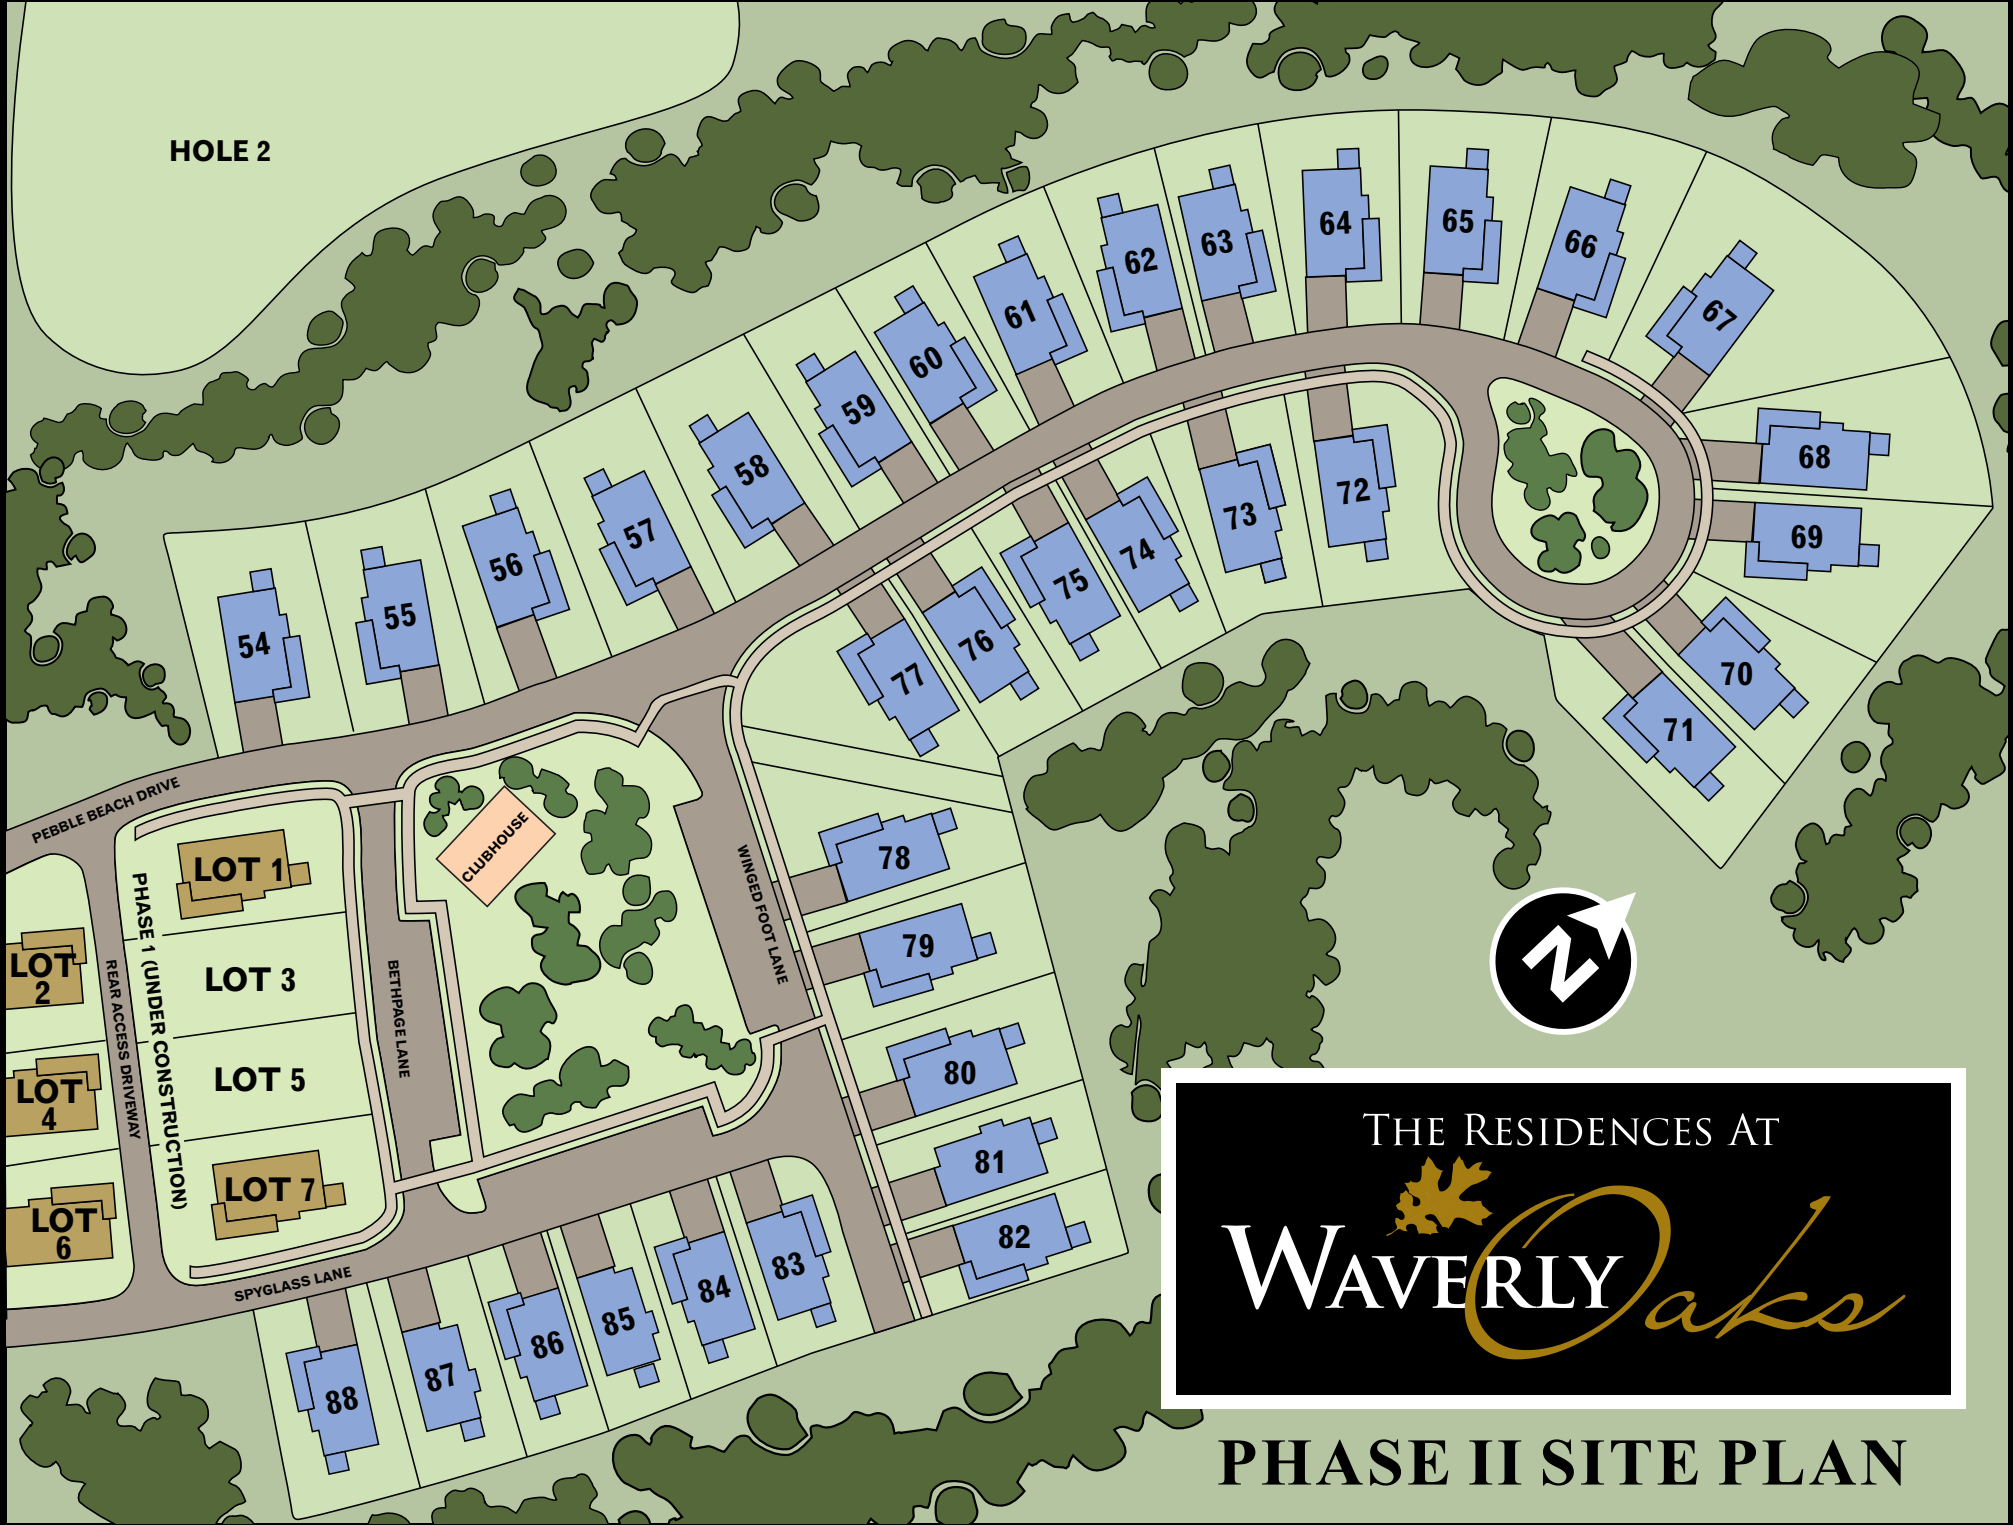 HOLE 2
54
55
56
57
58
59
60
61
62
63
64
65
66
67
68
69
70
71
72
73
74
75
76
77
78
79
80
81
82
83
84
85
86
87
88
PEBBLE BEACH DRIVE
CLUBHOUSE
WINGED FOOT LANE
BETHPAGE LANE
REAR ACCESS DRIVEWAY
PHASE 1 (UNDER CONSTRUCTION)
SPYGLASS LANE
LOT 1
LOT
2
LOT 3
LOT
4
LOT 5
LOT
6
LOT 7
N
THE RESIDENCES AT
WAVERLY Oaks
PHASE II SITE PLAN